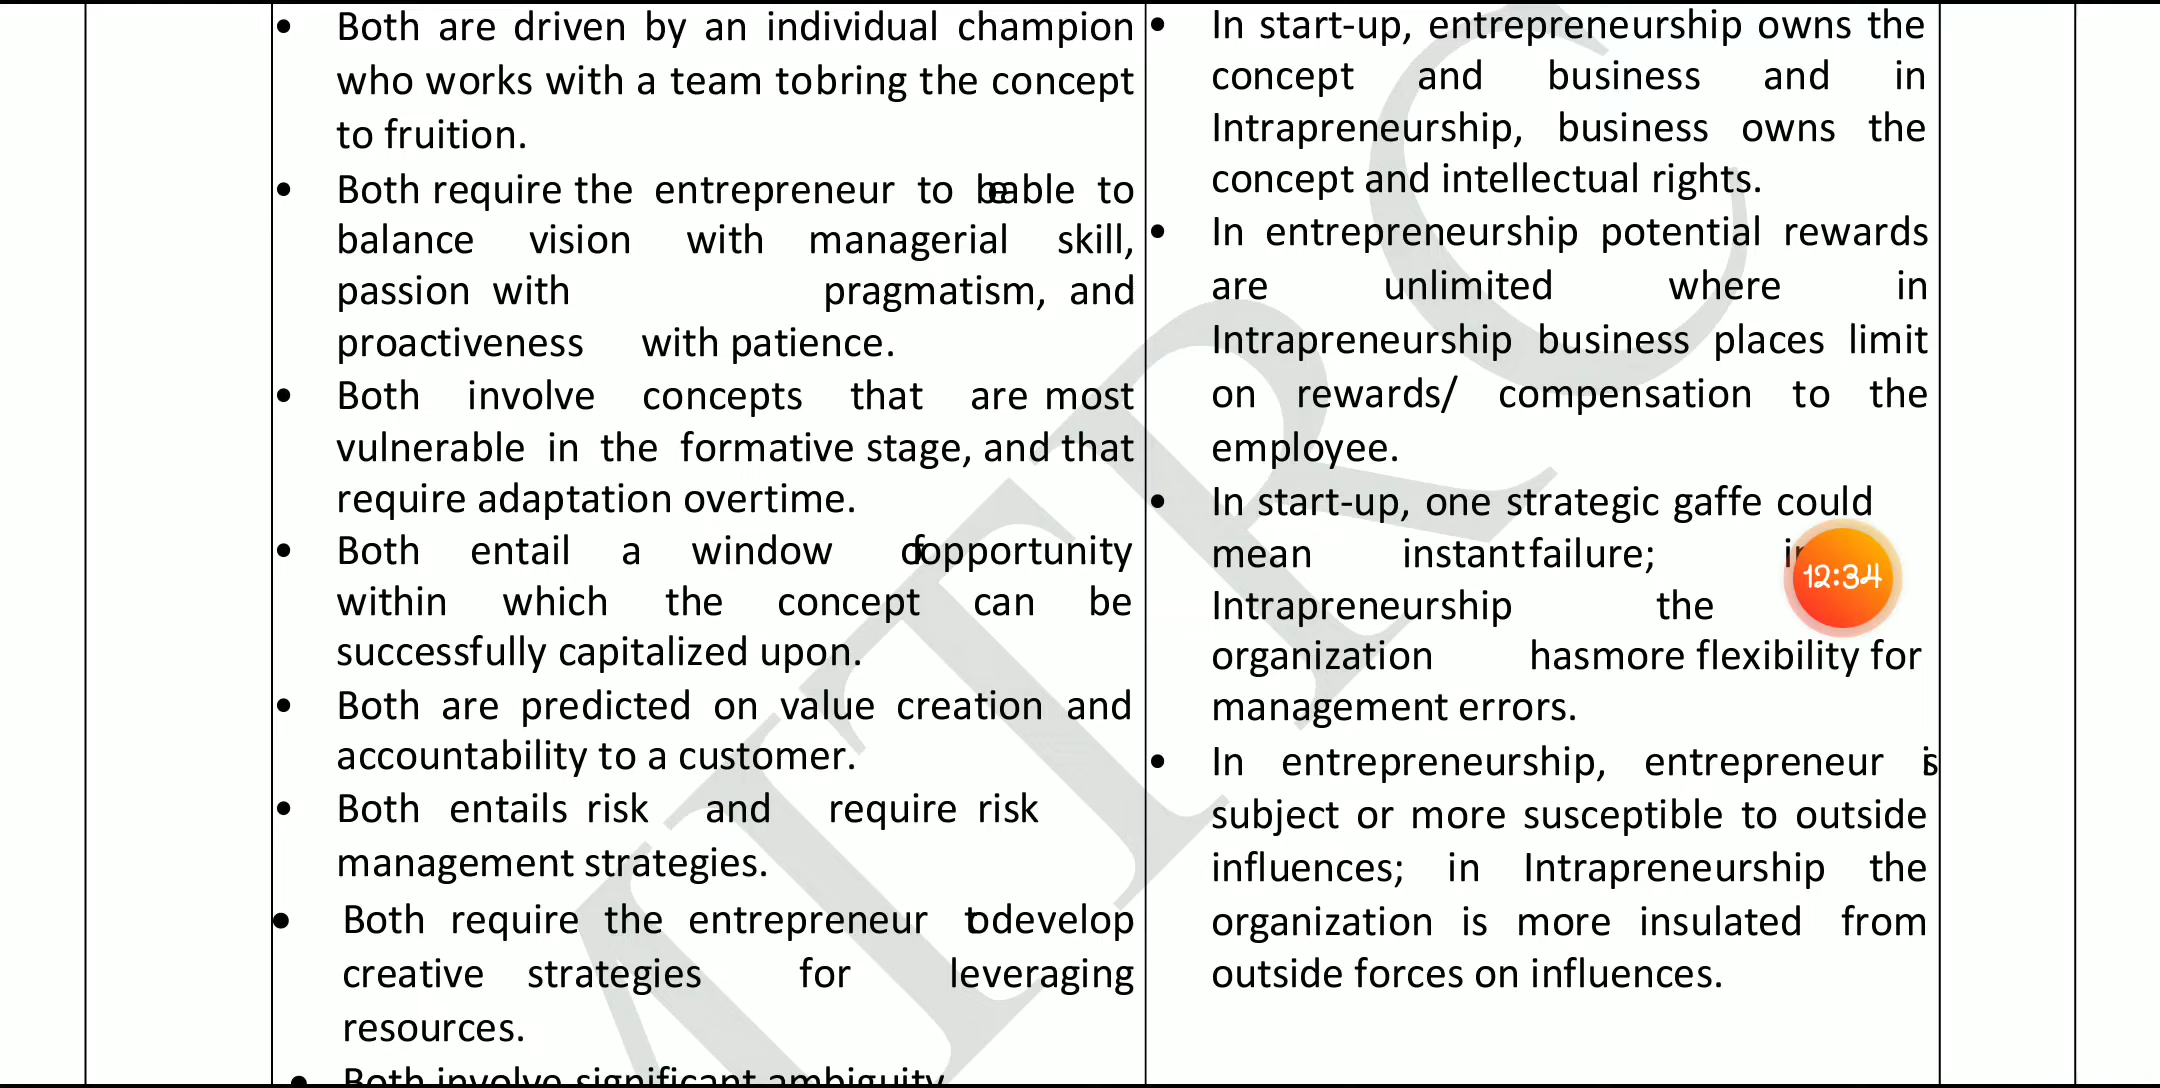 • Both are driven by an individual champion
who works with a team tobring the concept
to fruition.
• Both require the entrepreneur to beable to
balance vision with managerial skill,
passion with pragmatism, and
proactiveness with patience.
• Both involve concepts that are most
vulnerable in the formative stage, and that
require adaptation overtime.
• Both entail a window ofopportunity
within which the concept can be
successfully capitalized upon.
• Both are predicted on value creation and
accountability to a customer.
• Both entails risk and require risk
management strategies.
• Both require the entrepreneur todevelop
creative strategies for leveraging
resources.
• Both involve significant ambiguity
• In start-up, entrepreneurship owns the
concept and business and in
Intrapreneurship, business owns the
concept and intellectual rights.
• In entrepreneurship potential rewards
are unlimited where in
Intrapreneurship business places limit
on rewards/ compensation to the
employee.
• In start-up, one strategic gaffe could
mean instantfailure;
Intrapreneurship the
organization hasmore flexibility for
management errors.
• In entrepreneurship, entrepreneur is
subject or more susceptible to outside
influences; in Intrapreneurship the
organization is more insulated from
outside forces on influences.
12:34
MTRC